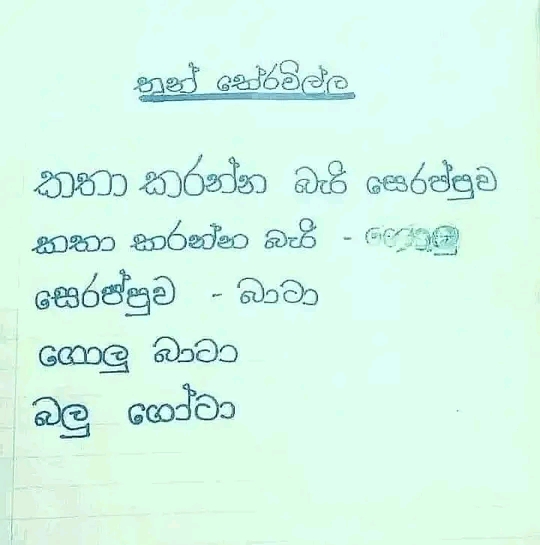 තුන් තේරවිල්ල
කතා කරන්න බැරි සෙරප්පුව
කතා කරන්න බැරි - ගොලු
සෙරප්පුව - බාටා
ගොලු බාටා
බලු ගෝටා